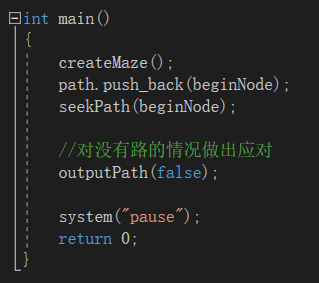 int main()
{
createMaze();
path.push_back(beginNode);
seekPath(beginNode);
//对没有路的情况做出应对
outputPath(false);
system("pause");
return 0;
}